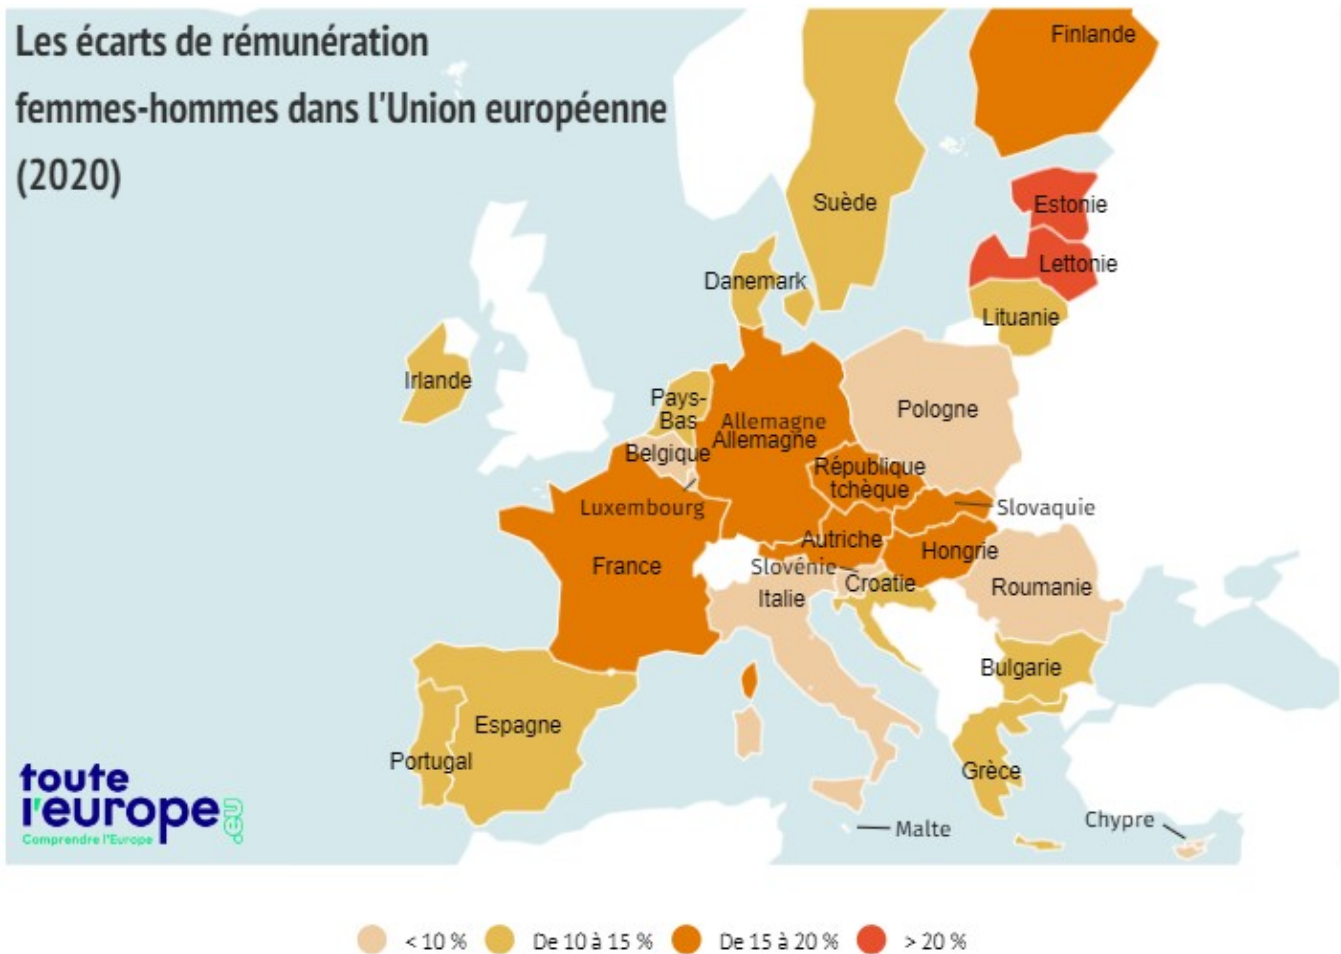 Les écarts de rémunération
femmes-hommes dans l'Union européenne
(2020)
Finlande
Suède
Estonie
Lettonie
Danemark
Lituanie
Irlande
Pays-
Bas
Pologne
Allemagne
Allemagne
Belgique
République
tchèque
Luxembourg
Slovaquie
Autriche
Hongrie
France
Slovénie
Croatie
Roumanie
Italie
Bulgarie
Espagne
Portugal
Grèce
toute
l'europe.eu
Comprendre l'Europe
Malte
Chypre
< 10 %
De 10 à 15 %
De 15 à 20 %
> 20 %